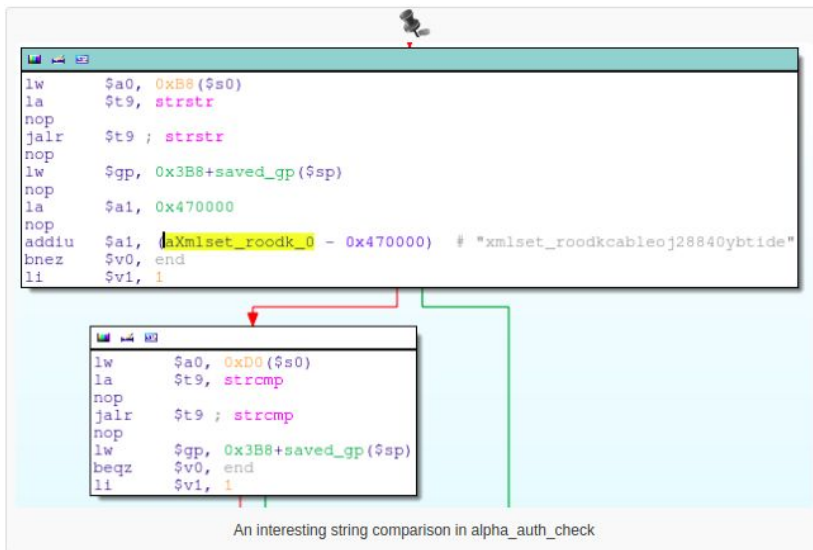 lw $a0, 0xB8($s0)
la $t9, strstr
nop
jalr $t9 ; strstr
nop
lw $gp, 0x3B8+saved_gp($sp)
nop
la $a1, 0x470000
nop
addiu $a1, (aXmlset_roodk_0 - 0x470000) # "xmlset_roodkcableoj28840ybtide"
bnez $v0, end
li $v1, 1
lw $a0, 0xD0($s0)
la $t9, strcmp
nop
jalr $t9 ; strcmp
nop
lw $gp, 0x3B8+saved_gp($sp)
beqz $v0, end
li $v1, 1
An interesting string comparison in alpha_auth_check